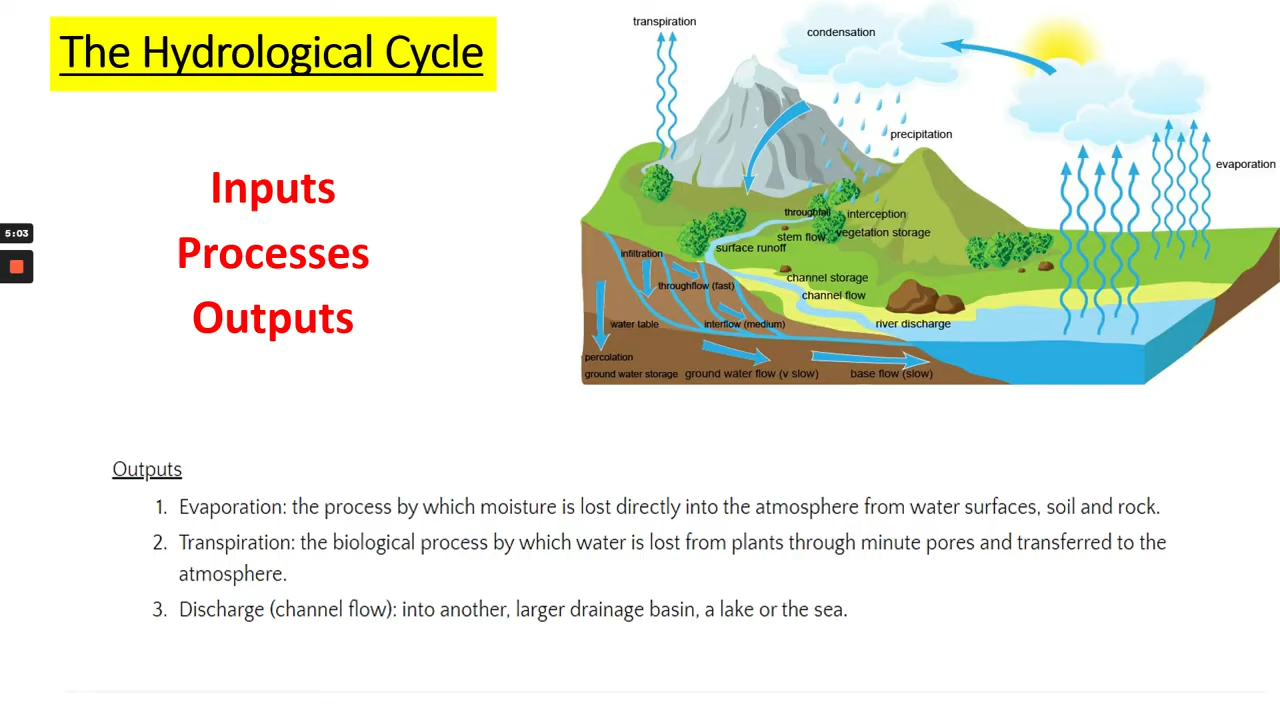 The Hydrological Cycle
Inputs
Processes
Outputs
5:03
transpiration
condensation
precipitation
evaporation
throughfall
interception
stem flow
vegetation storage
surface runoff
infiltration
channel storage
throughflow (fast)
channel flow
water table
interflow (medium)
river discharge
percolation
ground water storage
ground water flow (v slow)
base flow (slow)
Outputs
1. Evaporation: the process by which moisture is lost directly into the atmosphere from water surfaces, soil and rock.
2. Transpiration: the biological process by which water is lost from plants through minute pores and transferred to the
atmosphere.
3. Discharge (channel flow): into another, larger drainage basin, a lake or the sea.